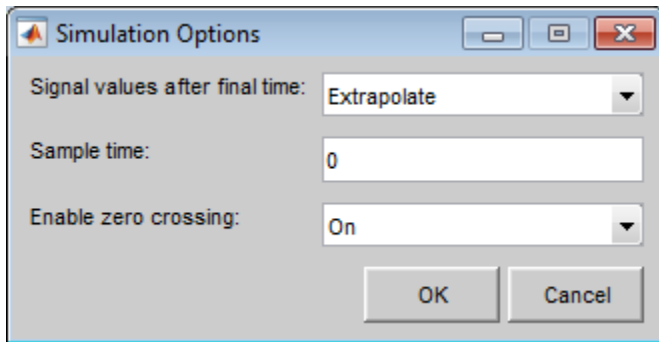 Simulation Options
Signal values after final time: Extrapolate
Sample time: 0
Enable zero crossing: On
OK Cancel